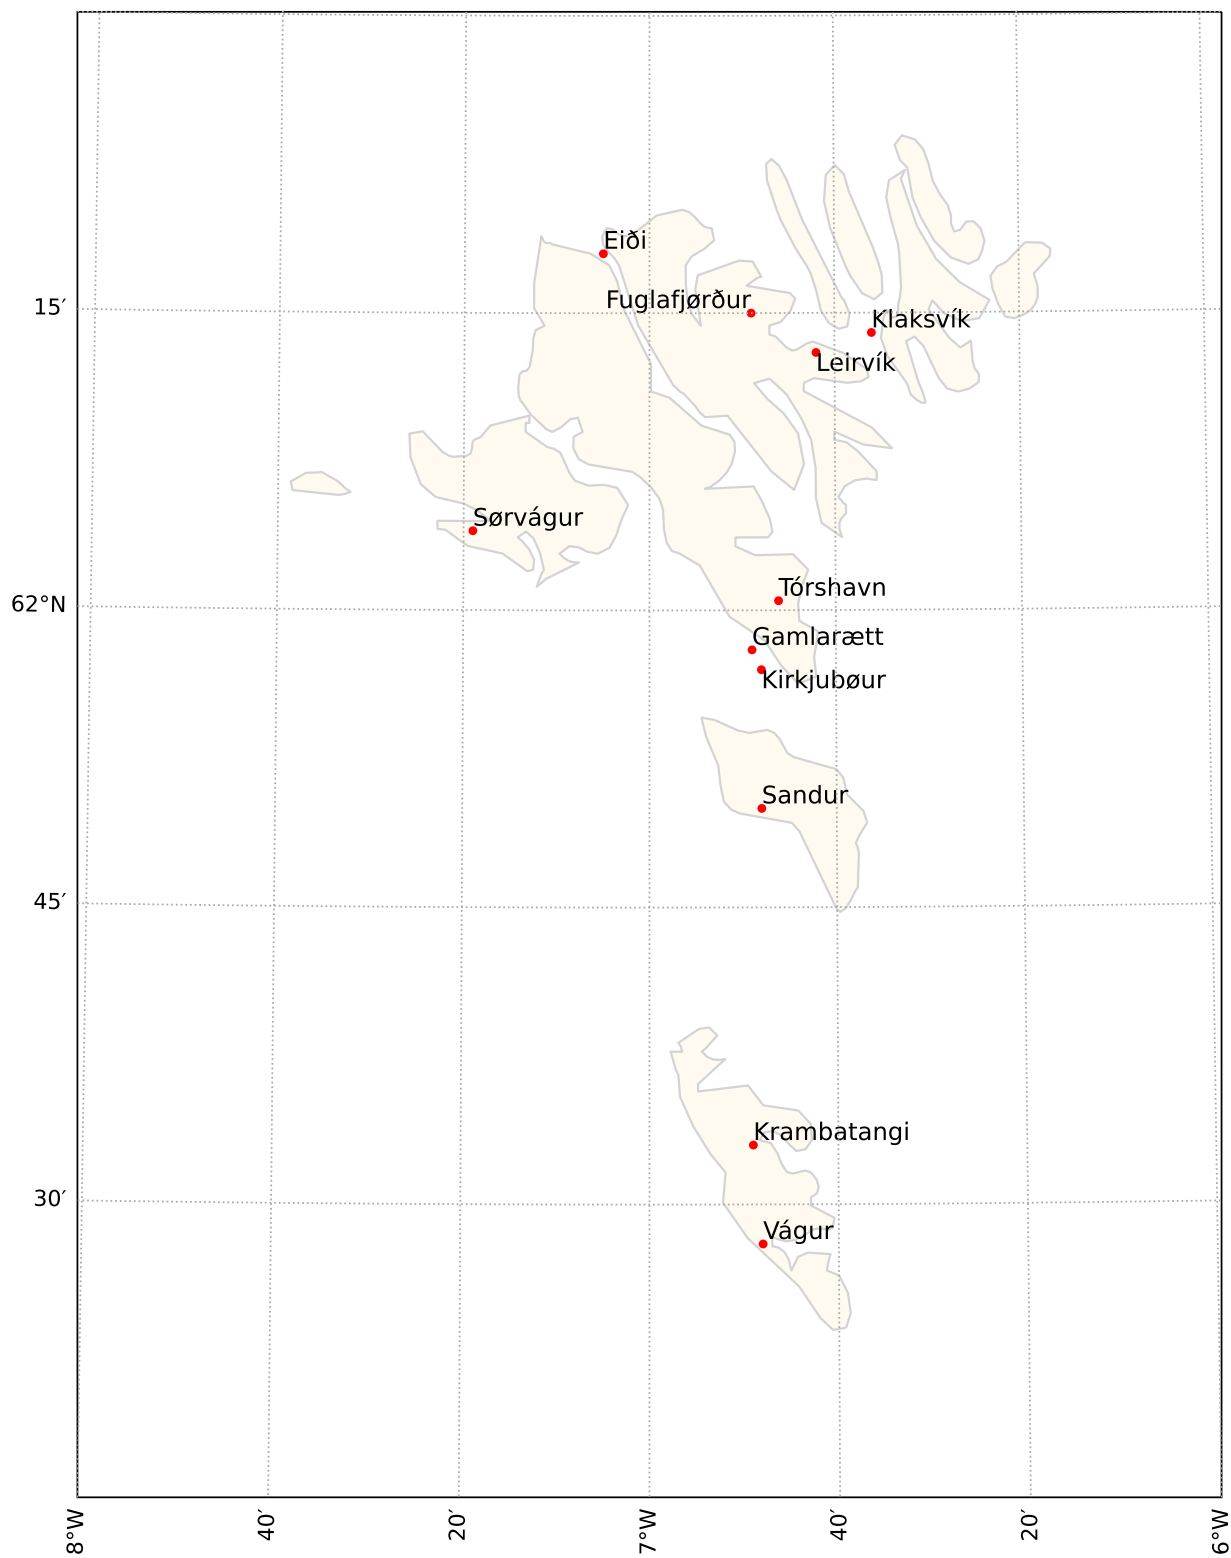 Eiði
Fuglafjørður
15′
Klaksvík
Leirvík
Sørvágur
Tórshavn
62°N
Gamlarætt
Kirkjubøur
Sandur
45′
Krambatangi
30′
Vágur
8°W 40′ 20′ 7°W 40′ 20′ 6°W